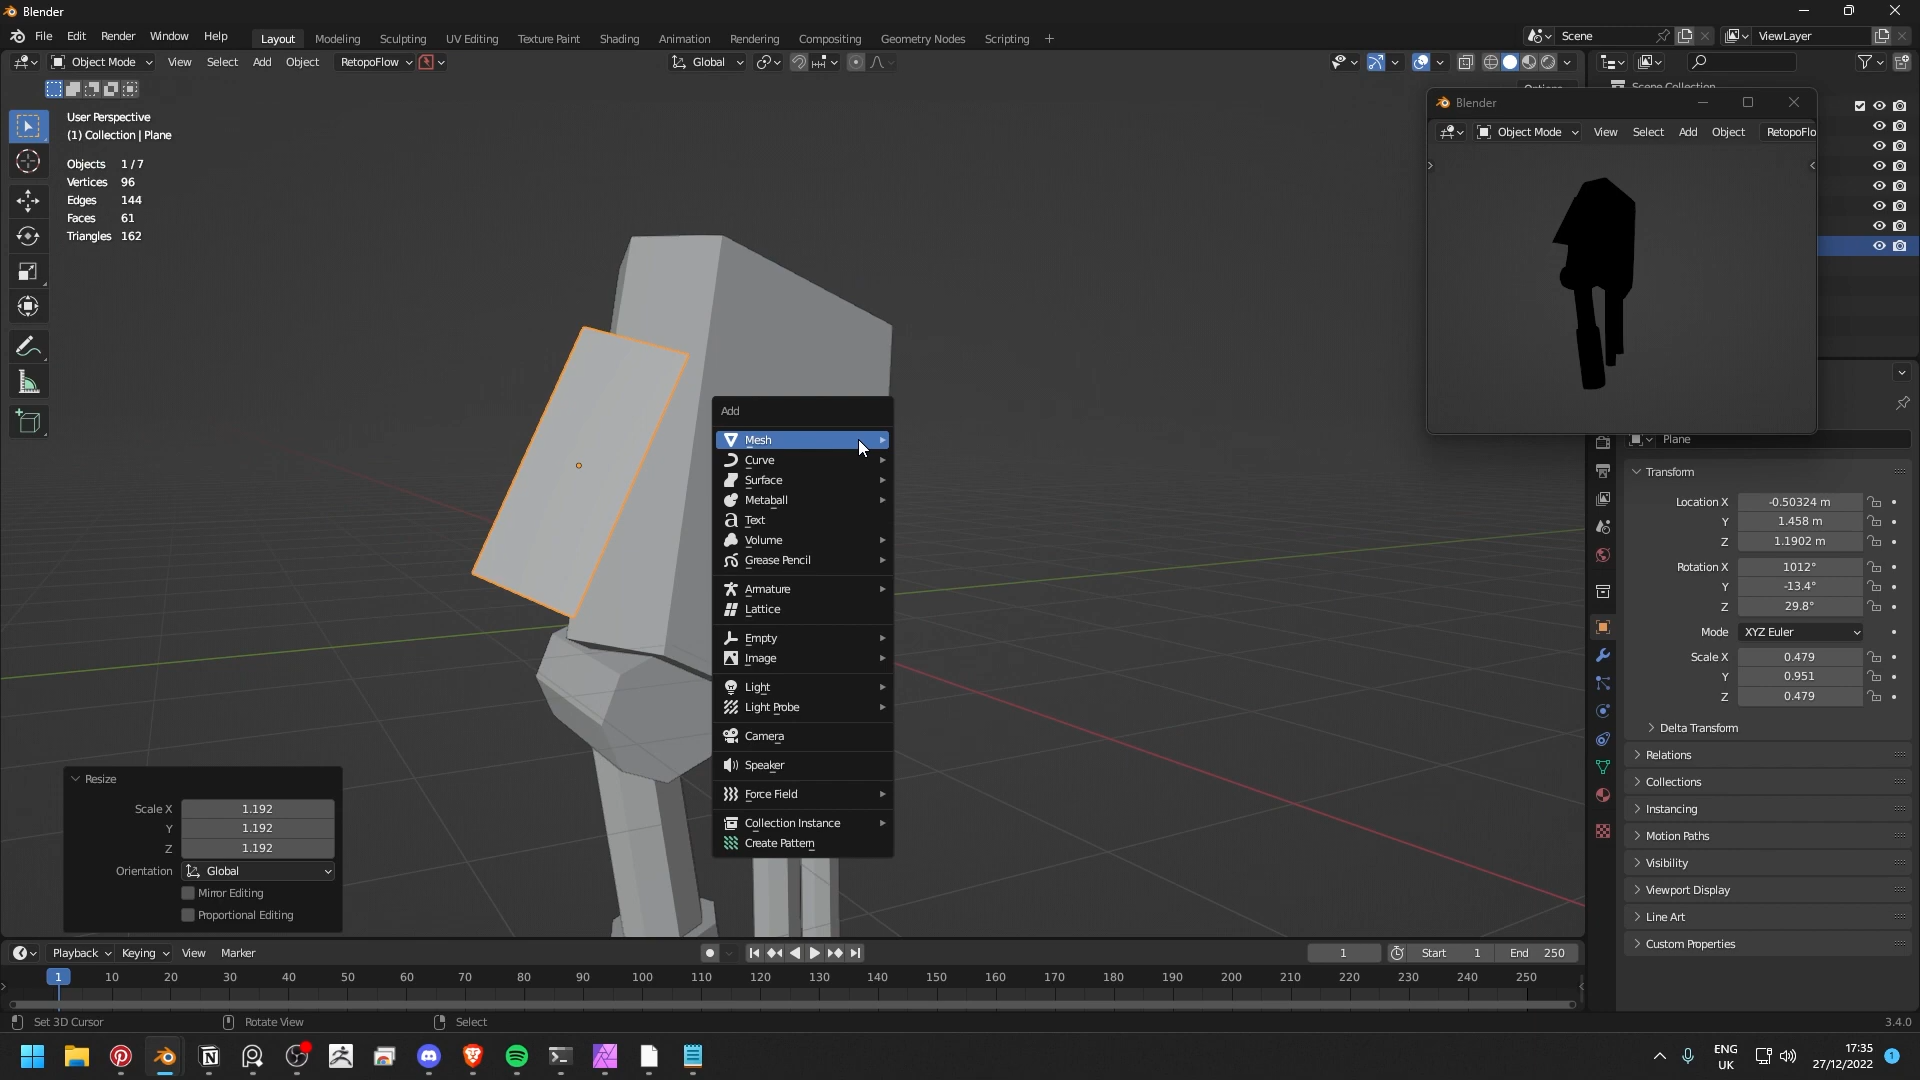 Blender
File Edit Render Window Help Layout Modeling Sculpting UV Editing Texture Paint Shading Animation Rendering Compositing Geometry Nodes Scripting + Scene ViewLayer
Object Mode View Select Add Object RetopoFlow Global
Options
User Perspective
(1) Collection | Plane
Objects 1/7
Vertices 96
Edges 144
Faces 61
Triangles 162
Blender
Object Mode View Select Add Object RetopoFlo
Add
Mesh
Curve
Surface
Metaball
Text
Volume
Grease Pencil
Armature
Lattice
Empty
Image
Light
Light Probe
Camera
Speaker
Force Field
Collection Instance
Create Pattern
Resize
Scale X 1.192
Y 1.192
Z 1.192
Orientation Global
Mirror Editing
Proportional Editing
Scene Collection
Plane
Transform
Location X -0.50324 m
Y 1.458 m
Z 1.1902 m
Rotation X 1012°
Y -13.4°
Z 29.8°
Mode XYZ Euler
Scale X 0.479
Y 0.951
Z 0.479
Delta Transform
Relations
Collections
Instancing
Motion Paths
Visibility
Viewport Display
Line Art
Custom Properties
Playback Keying View Marker 1 Start 1 End 250
1 10 20 30 40 50 60 70 80 90 100 110 120 130 140 150 160 170 180 190 200 210 220 230 240 250
Set 3D Cursor Rotate View Select 3.4.0
ENG
UK
17:35
27/12/2022
1